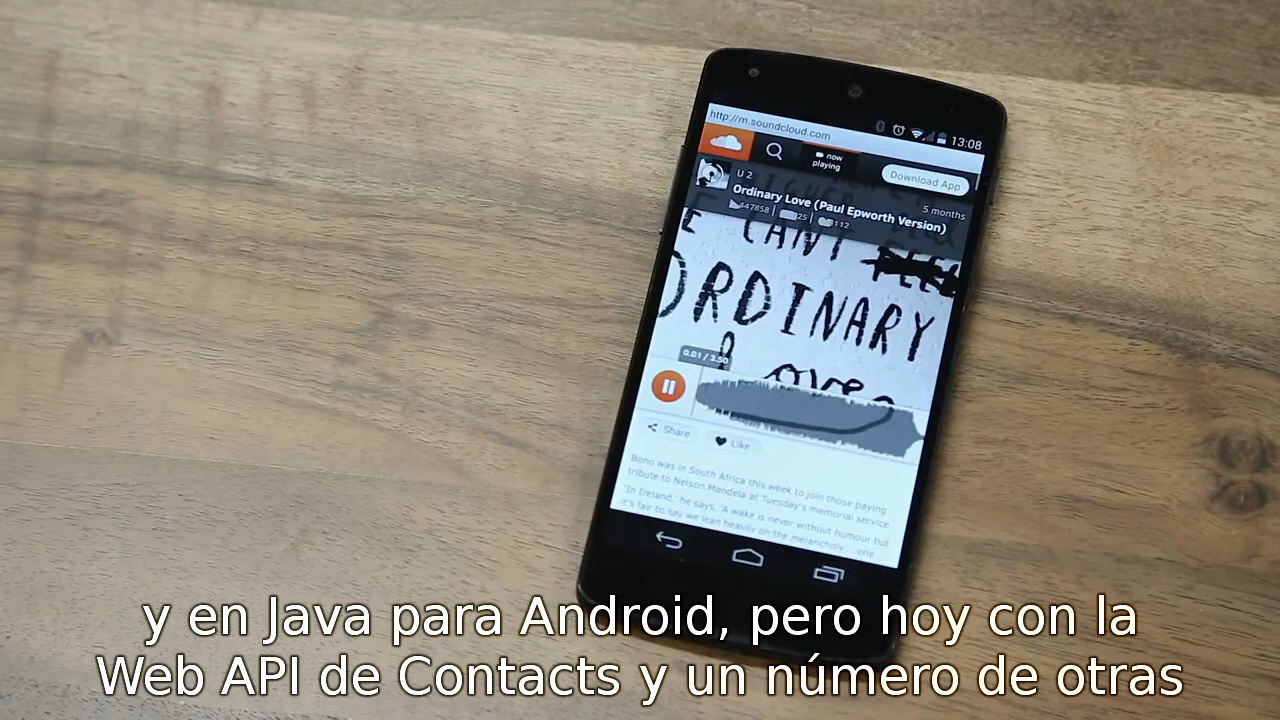 http://m.soundcloud.com
13:08
now
playing
Download App
U 2
Ordinary Love (Paul Epworth Version)
5 months
447858
25
112
E CAN'T FEEL
ORDINARY
Love
0.01 / 3.50
Share
Like
Bono was in South Africa this week to join those paying
tribute to Nelson Mandela at Tuesday's memorial service
"In Ireland," he says, "A wake is never without humour but
it's fair to say we lean heavily on the melancholy
one
y en Java para Android, pero hoy con la
Web API de Contacts y un número de otras